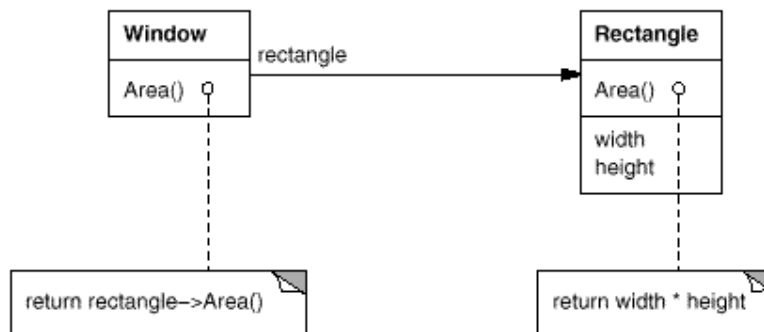 Window
Area()
rectangle
Rectangle
Area()
width
height
return rectangle–>Area()
return width * height